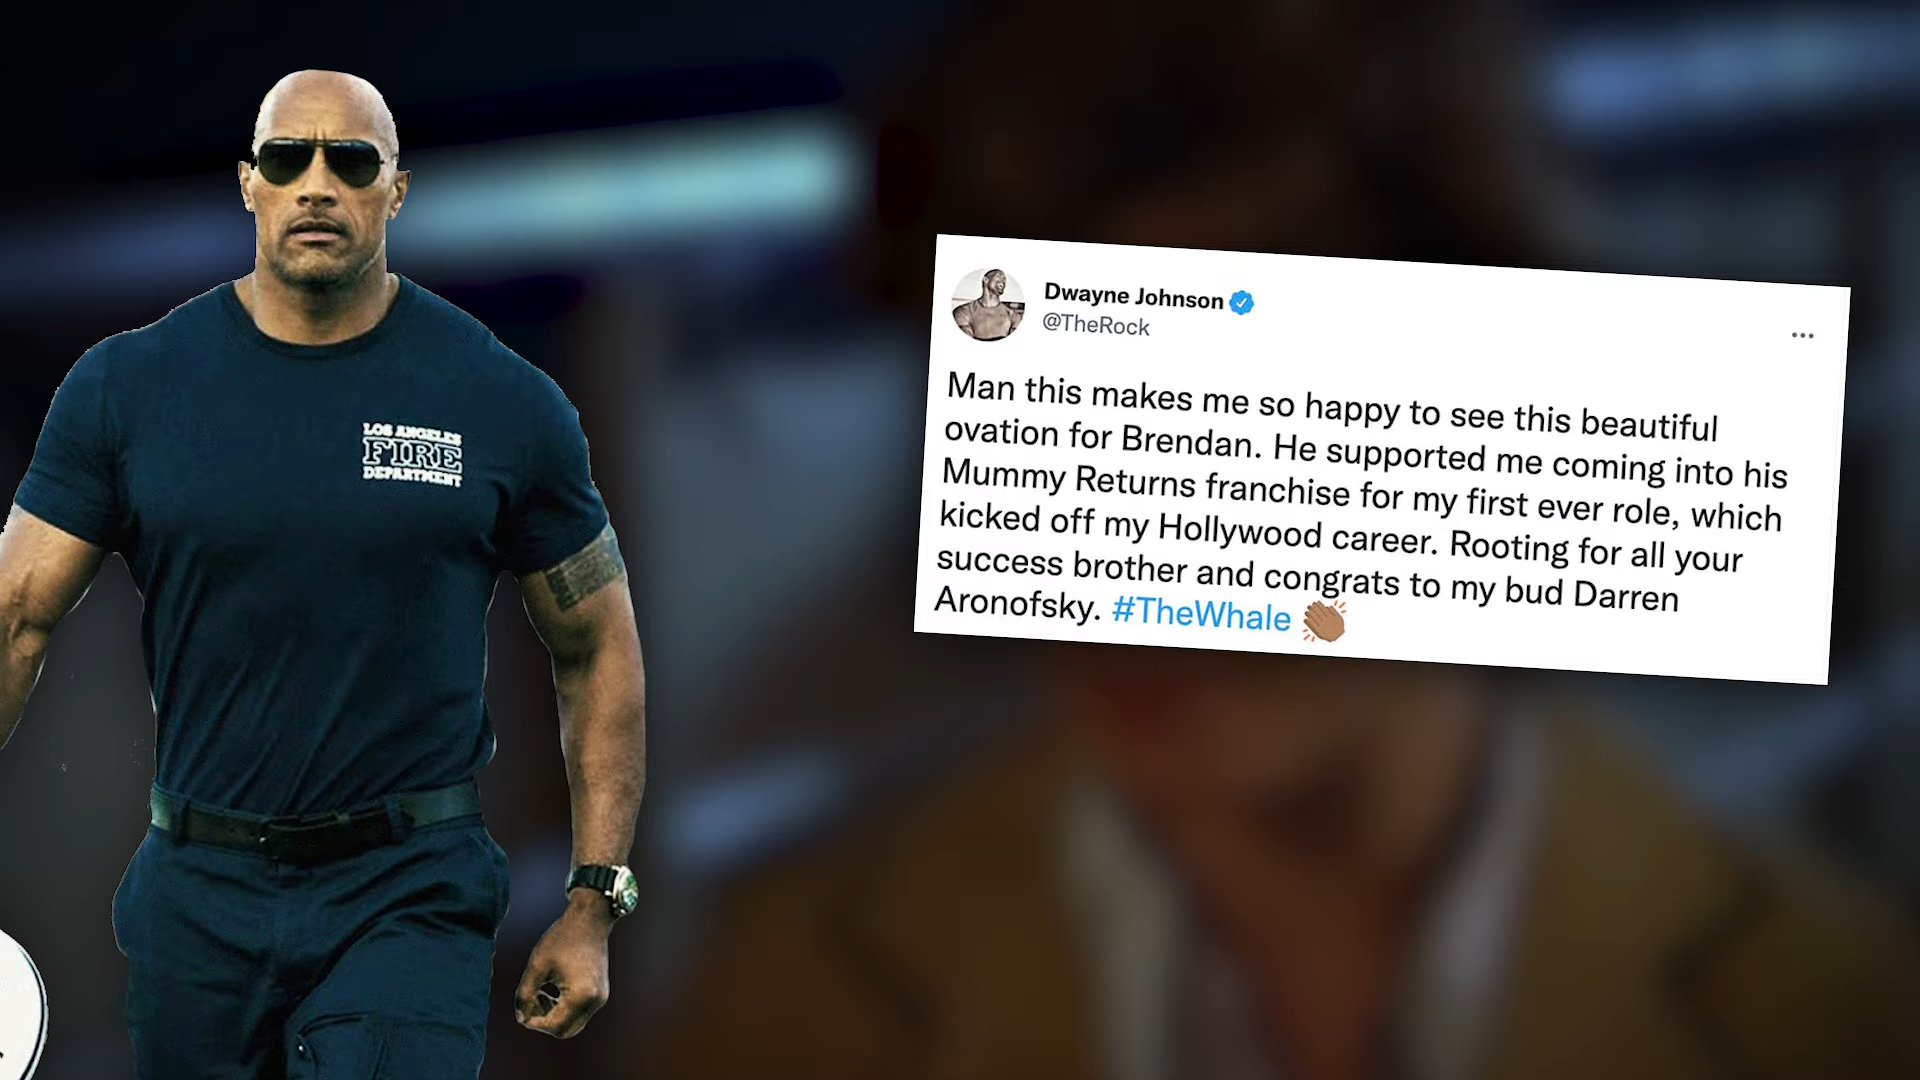 LOS ANGELES
FIRE
DEPARTMENT
Dwayne Johnson
@TheRock
Man this makes me so happy to see this beautiful
ovation for Brendan. He supported me coming into his
Mummy Returns franchise for my first ever role, which
kicked off my Hollywood career. Rooting for all your
success brother and congrats to my bud Darren
Aronofsky. #TheWhale 👏🏾